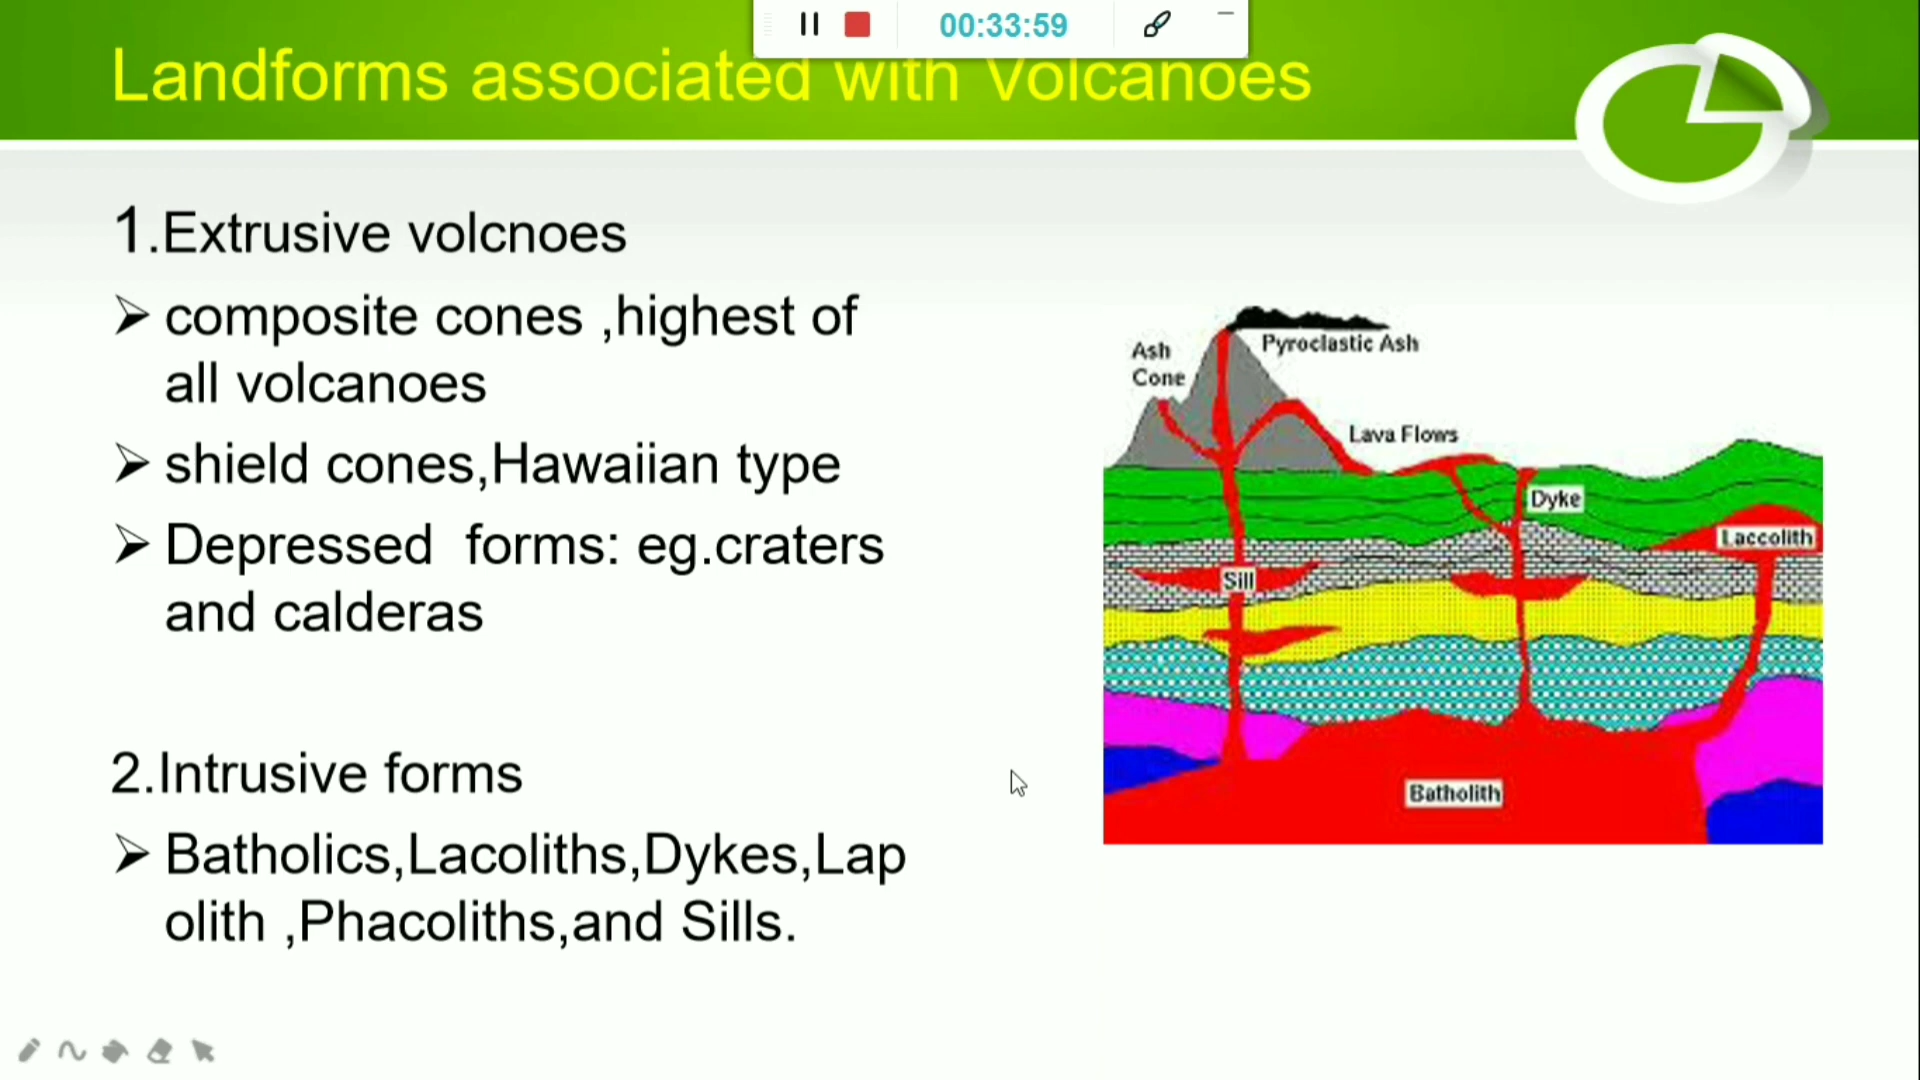 00:33:59
Landforms associated with Volcanoes
1.Extrusive volcnoes
composite cones ,highest of
all volcanoes
shield cones,Hawaiian type
Depressed forms: eg.craters
and calderas
2.Intrusive forms
Batholics,Lacoliths,Dykes,Lap
olith ,Phacoliths,and Sills.
Pyroclastic Ash
Ash
Cone
Lava Flows
Dyke
Laccolith
Sill
Batholith